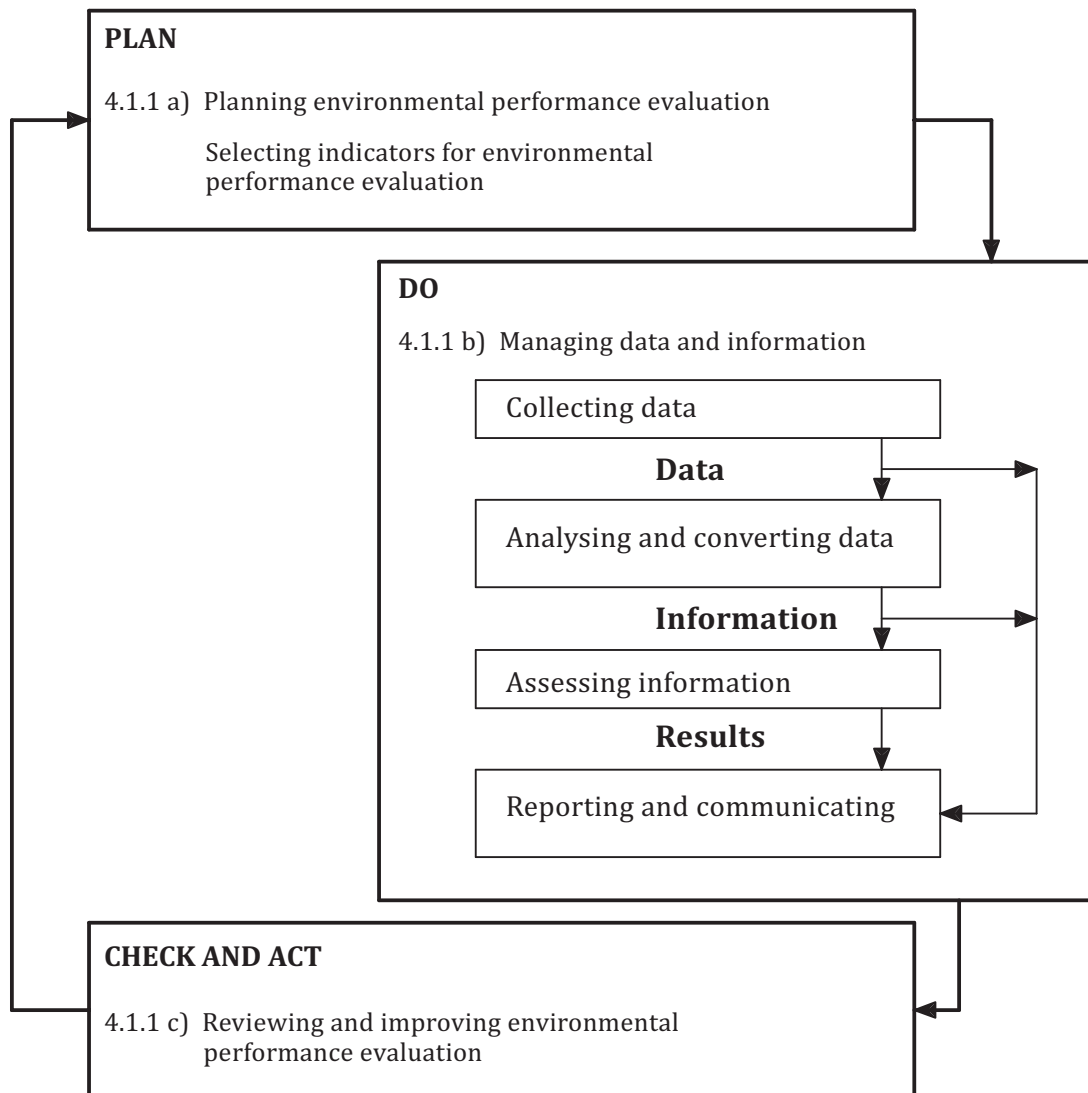 PLAN
4.1.1 a) Planning environmental performance evaluation
Selecting indicators for environmental
performance evaluation
DO
4.1.1 b) Managing data and information
Collecting data
Data
Analysing and converting data
Information
Assessing information
Results
Reporting and communicating
CHECK AND ACT
4.1.1 c) Reviewing and improving environmental
performance evaluation